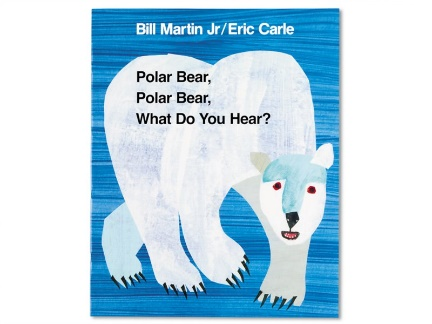 Bill Martin Jr/Eric Carle
Polar Bear,
Polar Bear,
What Do You Hear?